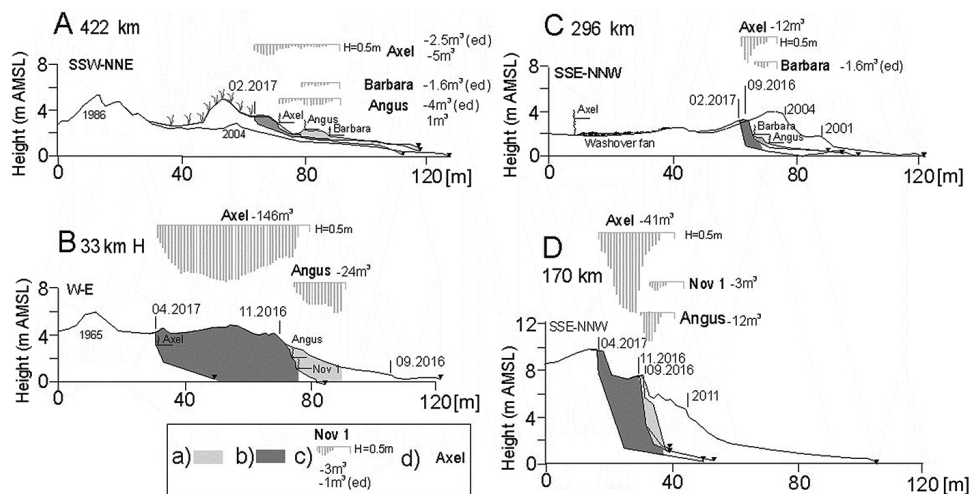 A 422 km
SSW-NNE
Height (m AMSL)
8
4
0
0 40 80 120 [m]
1986
2004
02.2017
Axel
Angus
Barbara
H=0.5m
Axel -2.5m³(ed)
-5m³
Barbara -1.6m³(ed)
Angus -4m³(ed)
1m³
C 296 km
SSE-NNW
Height (m AMSL)
8
4
0
0 40 80 120 [m]
Axel -12m³
H=0.5m
Barbara -1.6m³(ed)
09.2016
02.2017
2004
2001
Axel
Barbara
Angus
Washover fan
B 33 km H
W-E
Height (m AMSL)
8
4
0
0 40 80 120 [m]
Axel -146m³
H=0.5m
Angus -24m³
04.2017
11.2016
1965
Axel
Angus
Nov 1
09.2016
D
170 km
SSE-NNW
Height (m AMSL)
12
8
4
0
0 40 80 120 [m]
Axel -41m³
H=0.5m
Nov 1 -3m³
Angus -12m³
04.2017
11.2016
09.2016
2011
a) b) c) d) Axel
Nov 1
H=0.5m
-3m³
-1m³(ed)